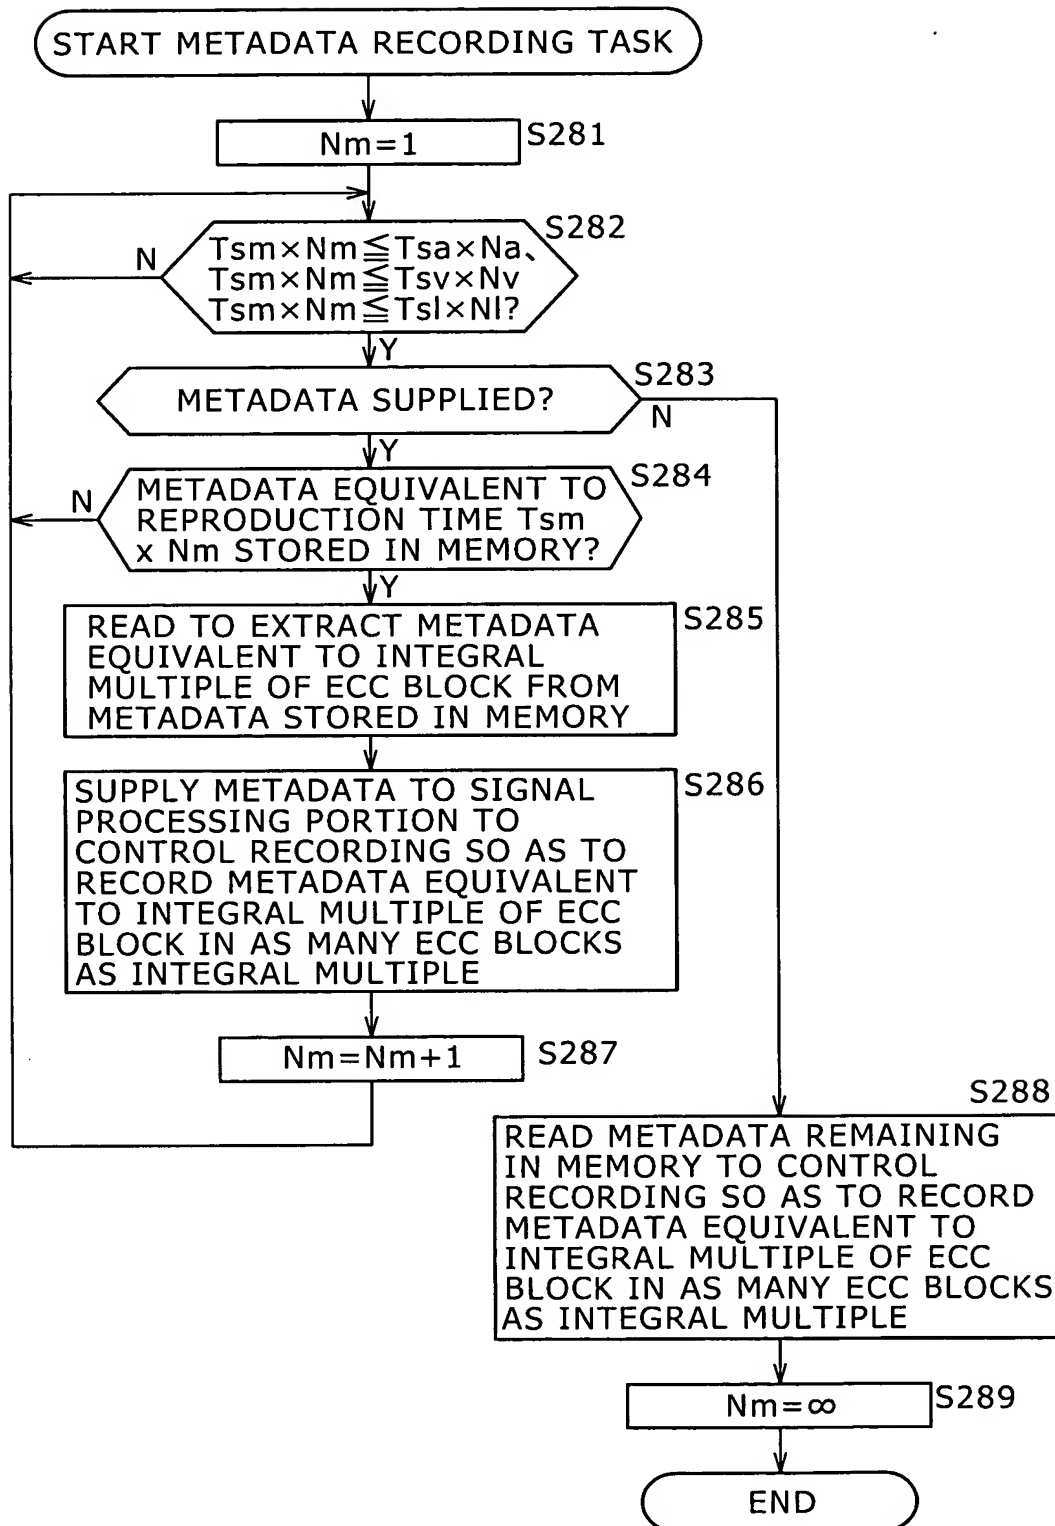 START METADATA RECORDING TASK
Nm=1
S281
S282
Tsm×Nm≦Tsa×Na、
Tsm×Nm≦Tsv×Nv
Tsm×Nm≦Tsl×Nl?
N
Y
S283
METADATA SUPPLIED?
N
Y
S284
METADATA EQUIVALENT TO
REPRODUCTION TIME Tsm
x Nm STORED IN MEMORY?
N
Y
S285
READ TO EXTRACT METADATA
EQUIVALENT TO INTEGRAL
MULTIPLE OF ECC BLOCK FROM
METADATA STORED IN MEMORY
S286
SUPPLY METADATA TO SIGNAL
PROCESSING PORTION TO
CONTROL RECORDING SO AS TO
RECORD METADATA EQUIVALENT
TO INTEGRAL MULTIPLE OF ECC
BLOCK IN AS MANY ECC BLOCKS
AS INTEGRAL MULTIPLE
Nm=Nm+1
S287
S288
READ METADATA REMAINING
IN MEMORY TO CONTROL
RECORDING SO AS TO RECORD
METADATA EQUIVALENT TO
INTEGRAL MULTIPLE OF ECC
BLOCK IN AS MANY ECC BLOCKS
AS INTEGRAL MULTIPLE
Nm=∞
S289
END